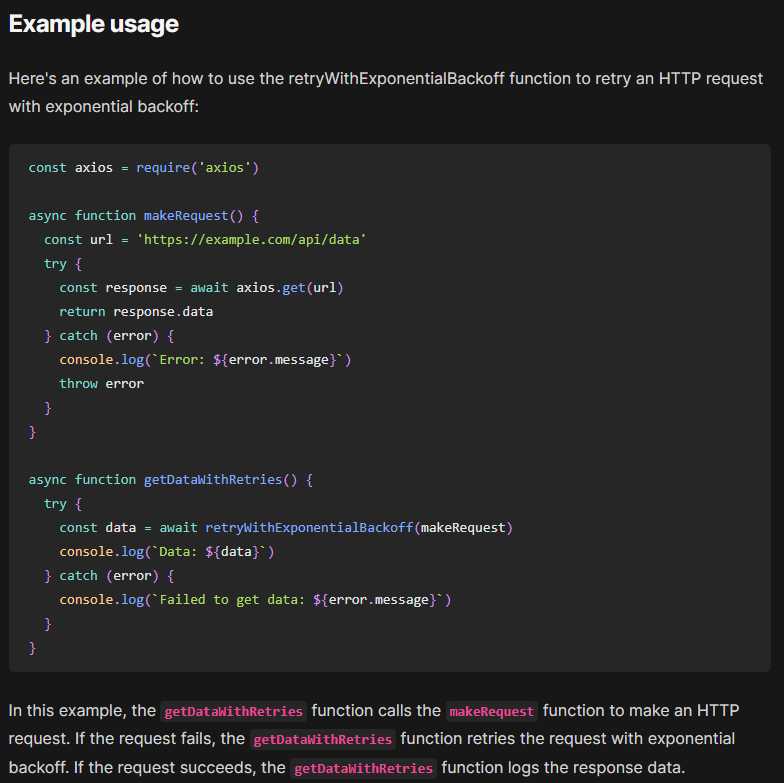 Example usage
Here's an example of how to use the retryWithExponentialBackoff function to retry an HTTP request
with exponential backoff:
const axios = require('axios')
async function makeRequest() {
  const url = 'https://example.com/api/data'
  try {
    const response = await axios.get(url)
    return response.data
  } catch (error) {
    console.log(`Error: ${error.message}`)
    throw error
  }
}
async function getDataWithRetries() {
  try {
    const data = await retryWithExponentialBackoff(makeRequest)
    console.log(`Data: ${data}`)
  } catch (error) {
    console.log(`Failed to get data: ${error.message}`)
  }
}
In this example, the getDataWithRetries function calls the makeRequest function to make an HTTP
request. If the request fails, the getDataWithRetries function retries the request with exponential
backoff. If the request succeeds, the getDataWithRetries function logs the response data.